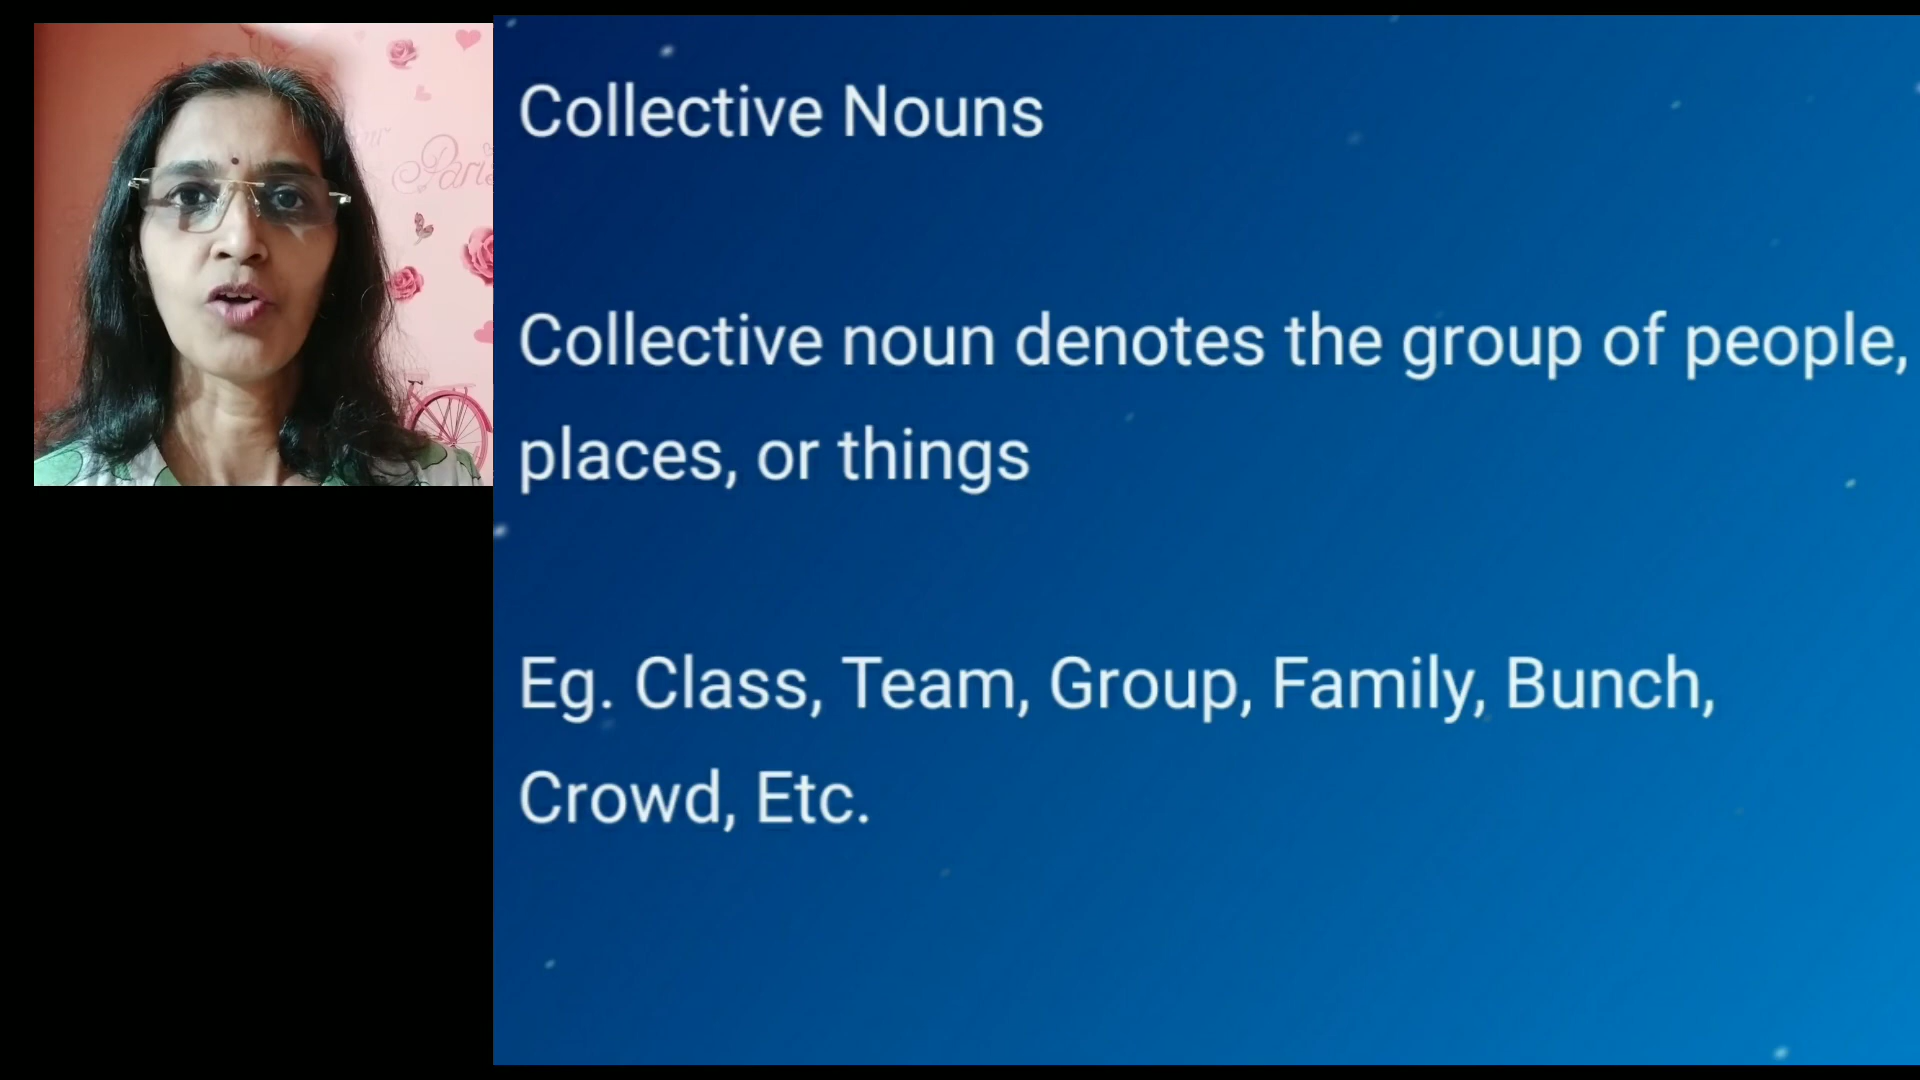 Collective Nouns
Collective noun denotes the group of people,
places, or things
Eg. Class, Team, Group, Family, Bunch,
Crowd, Etc.
Paris